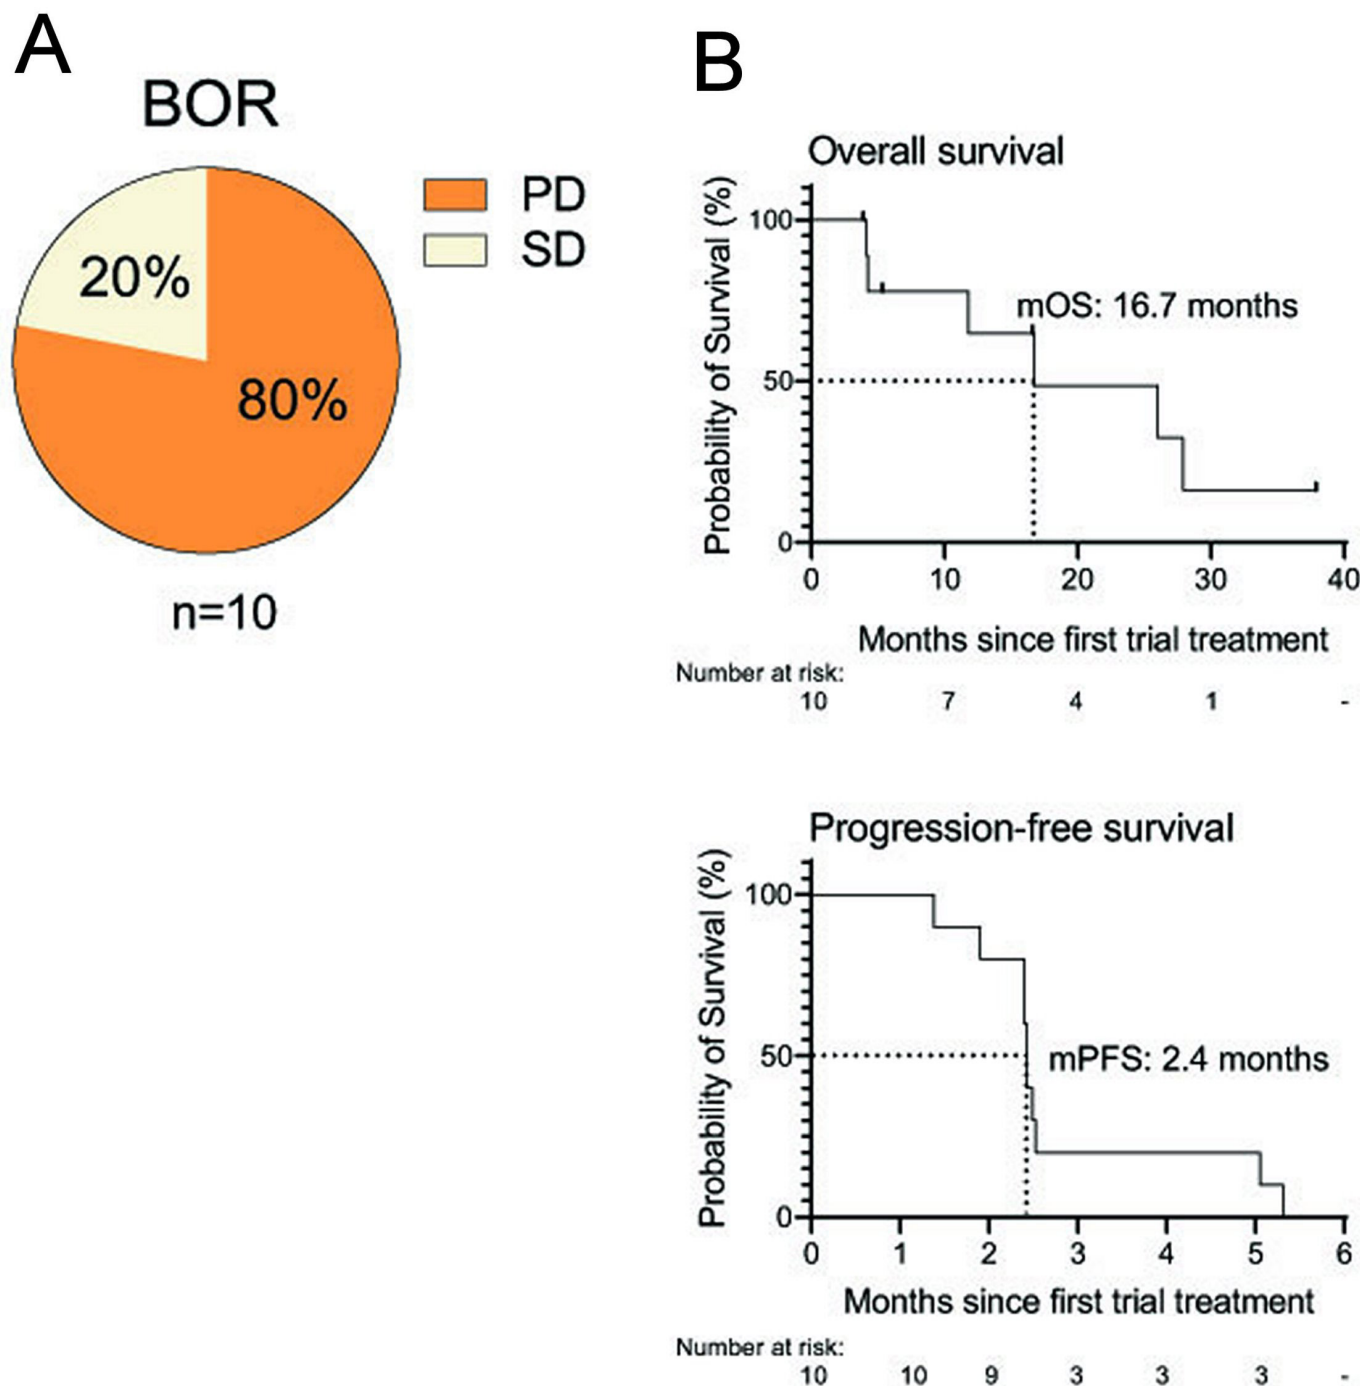 A
BOR
PD
SD
20%
80%
n=10
B
Overall survival
Probability of Survival (%)
100
50
0
mOS: 16.7 months
0 10 20 30 40
Months since first trial treatment
Number at risk:
10 7 4 1 -
Progression-free survival
Probability of Survival (%)
100
50
0
mPFS: 2.4 months
0 1 2 3 4 5 6
Months since first trial treatment
Number at risk:
10 10 9 3 3 3 -